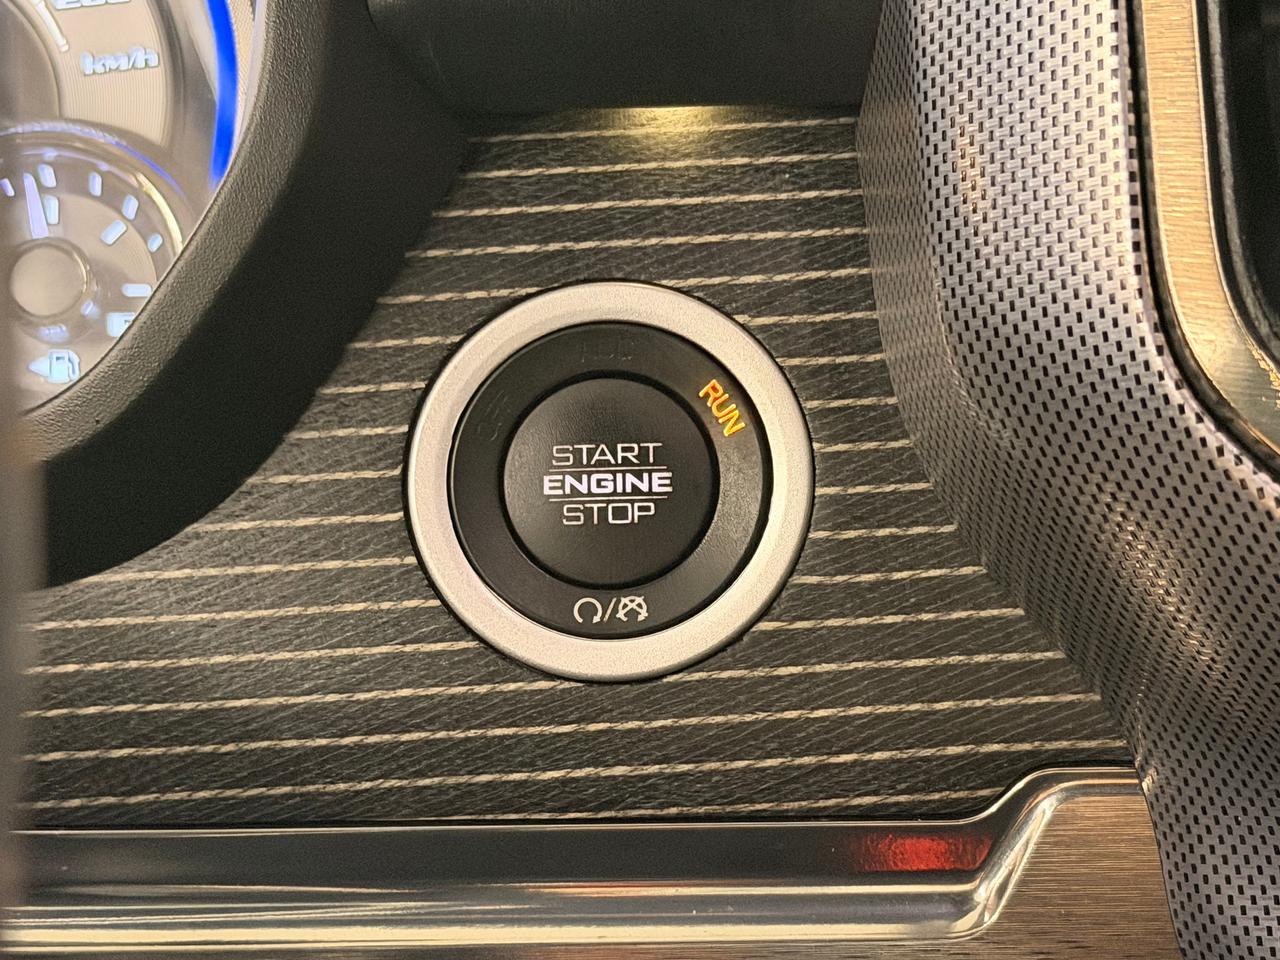 km/h
RUN
START
ENGINE
STOP
/